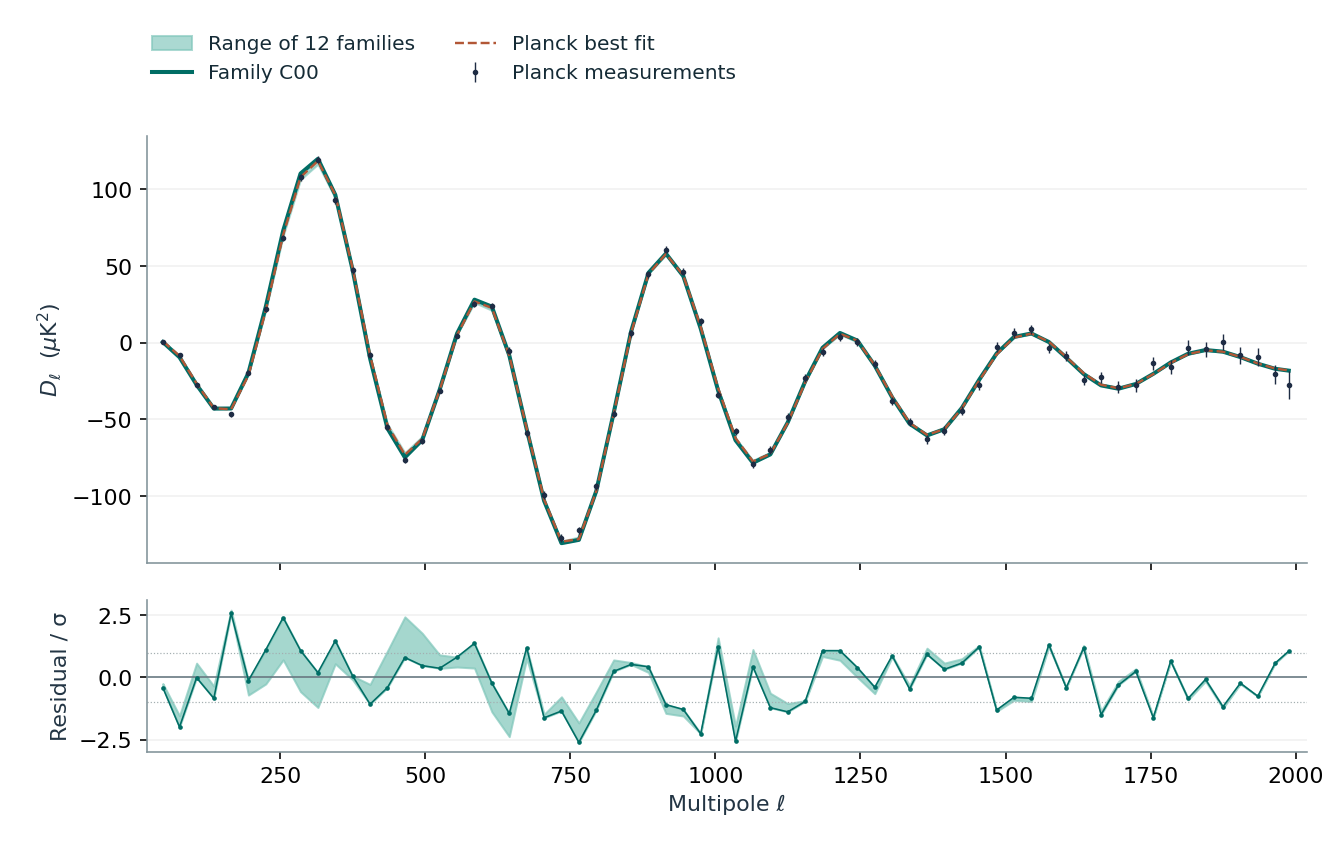 Range of 12 families
Family C00
Planck best fit
Planck measurements
100
50
0
−50
−100
Dℓ (μK²)
2.5
0.0
−2.5
Residual / σ
250
500
750
1000
1250
1500
1750
2000
Multipole ℓ